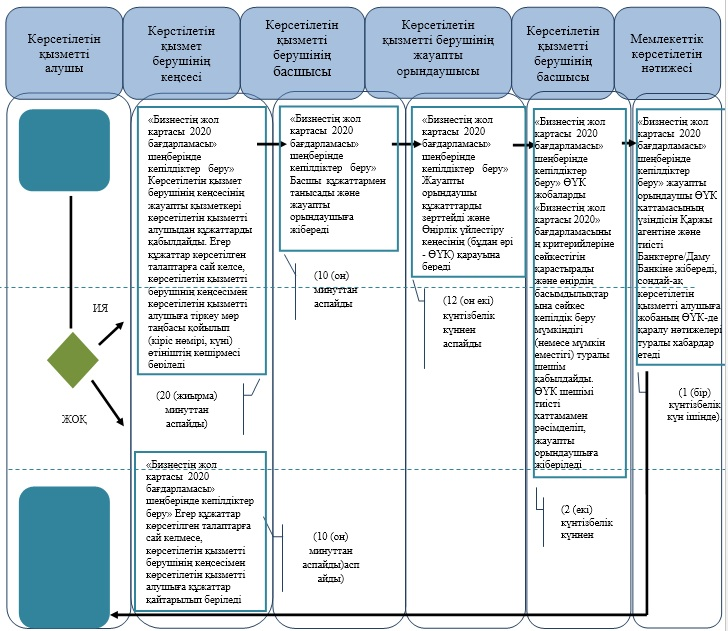 Көрсетілетін
қызметті
алушы
Көрстілетін
қызмет
берушінің
кеңсесі
Көрсетілетін
қызметті
берушінің
басшысы
Көрсетілетін
қызметті берушінің
жауапты
орындаушысы
Көрсетілетін
қызметті
берушінің
басшысы
Мемлекеттік
көрсетілетін
нәтижесі
«Бизнестің жол
картасы 2020
бағдарламасы»
шеңберінде
кепілдіктер беру»
Көрсетілетін қызмет
берушінің кеңсесінің
жауапты қызметкері
көрсетілетін қызметті
алушыдан құжаттарды
қабылдайды. Егер
құжаттар көрсетілген
талаптарға сай келсе,
көрсетілетін қызметті
берушінің кеңсесімен
көрсетілетін қызметті
алушыға тіркеу мөр
таңбасы қойылып
(кіріс нөмірі, күні)
өтініштің көшірмесі
беріледі
«Бизнестің жол
картасы 2020
бағдарламасы»
шеңберінде
кепілдіктер беру»
Басшы құжаттармен
танысады және
жауапты
орындаушыға
жібереді
«Бизнестің жол
картасы 2020
бағдарламасы»
шеңберінде
кепілдіктер беру»
Жауапты
орындаушы
құжатттарды
зерттейді және
Өңірлік үйлестіру
кеңесінің (бұдан әрі
- ӨҮК) қарауына
береді
«Бизнестің жол
картасы 2020
бағдарламасы»
шеңберінде
кепілдіктер
беру» ӨҮК
жобаларды
«Бизнестің жол
картасы 2020»
бағдарламасыны
ң критерийлеріне
сәйкестігін
қарастырады
және өңірдің
басымдылықтар
ына сәйкес
кепілдік беру
мүмкіндігі
(немесе мүмкін
еместігі) туралы
шешім
қабылдайды.
ӨҮК шешімі
тиісті
хаттамамен
рәсімделіп,
жауапты
орындаушыға
жіберіледі
«Бизнестің жол
картасы 2020
бағдарламасы»
шеңберінде
кепілдіктер
беру» жауапты
орындаушы ӨҮК
хаттамасының
үзіндісін Қаржы
агентіне және
тиісті
Банктерге/Даму
Банкіне жібереді,
сондай-ақ
көрсетілетін
қызметті алушыға
жобаның ӨҮК-де
қаралу нәтижелері
туралы хабардар
етеді
(10 (он)
минуттан
аспайды
(12 (он екі)
күнтізбелік
күннен
аспайды
ИЯ
ЖОҚ
(20 (жиырма)
минуттан
аспайды)
(1 (бір)
күнтізбелік
күн ішінде).
«Бизнестің жол
картасы 2020
бағдарламасы»
шеңберінде кепілдіктер
беру» Егер құжаттар
көрсетілген талаптарға
сай келмесе,
көрсетілетін қызметті
берушінің кеңсесімен
көрсетілетін қызметті
алушыға құжаттар
қайтарылып беріледі
(10 (он)
минуттан
аспайды)асп
айды)
(2 (екі)
күнтізбелік
күннен